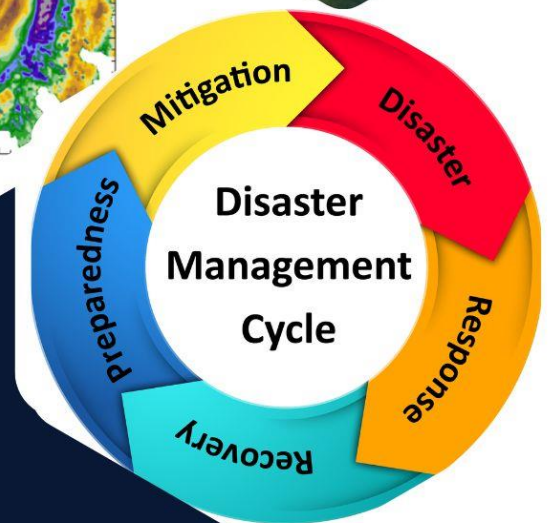 Mitigation
Disaster
Response
Recovery
Preparedness
Disaster
Management
Cycle